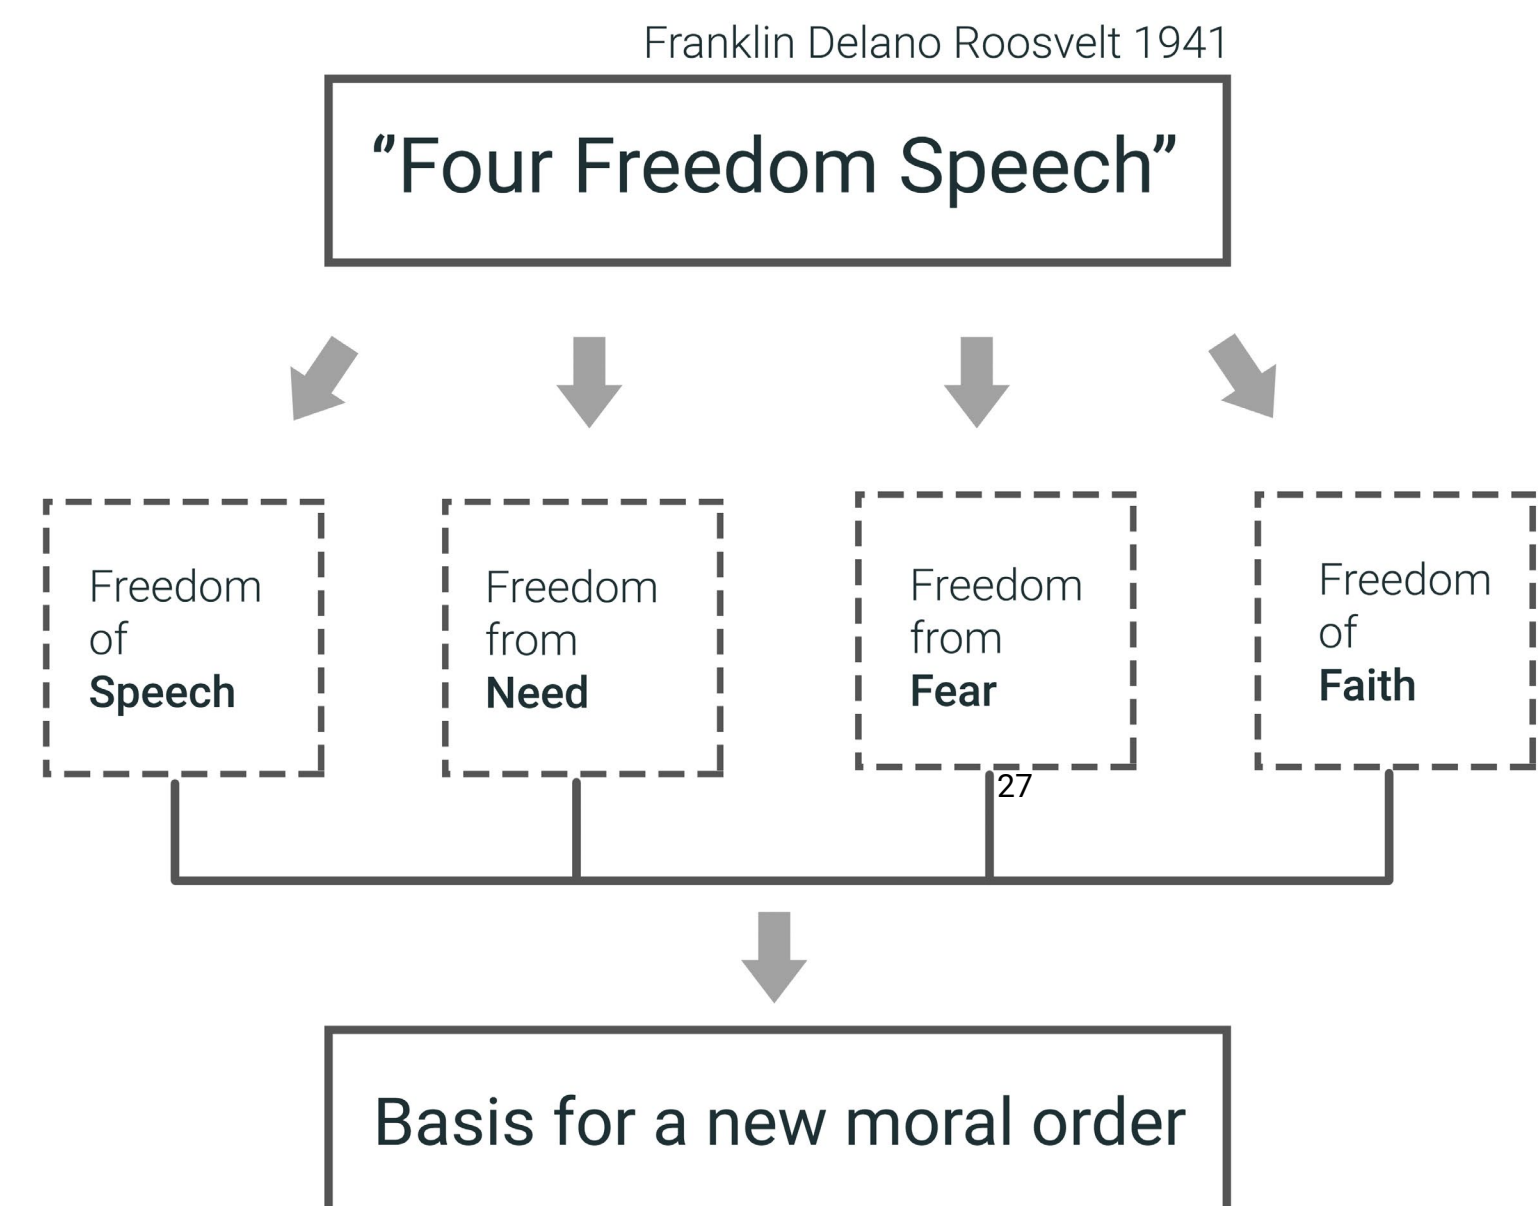 Franklin Delano Roosvelt 1941
“Four Freedom Speech”
Freedom
of
Speech
Freedom
from
Need
Freedom
from
Fear
Freedom
of
Faith
27
Basis for a new moral order